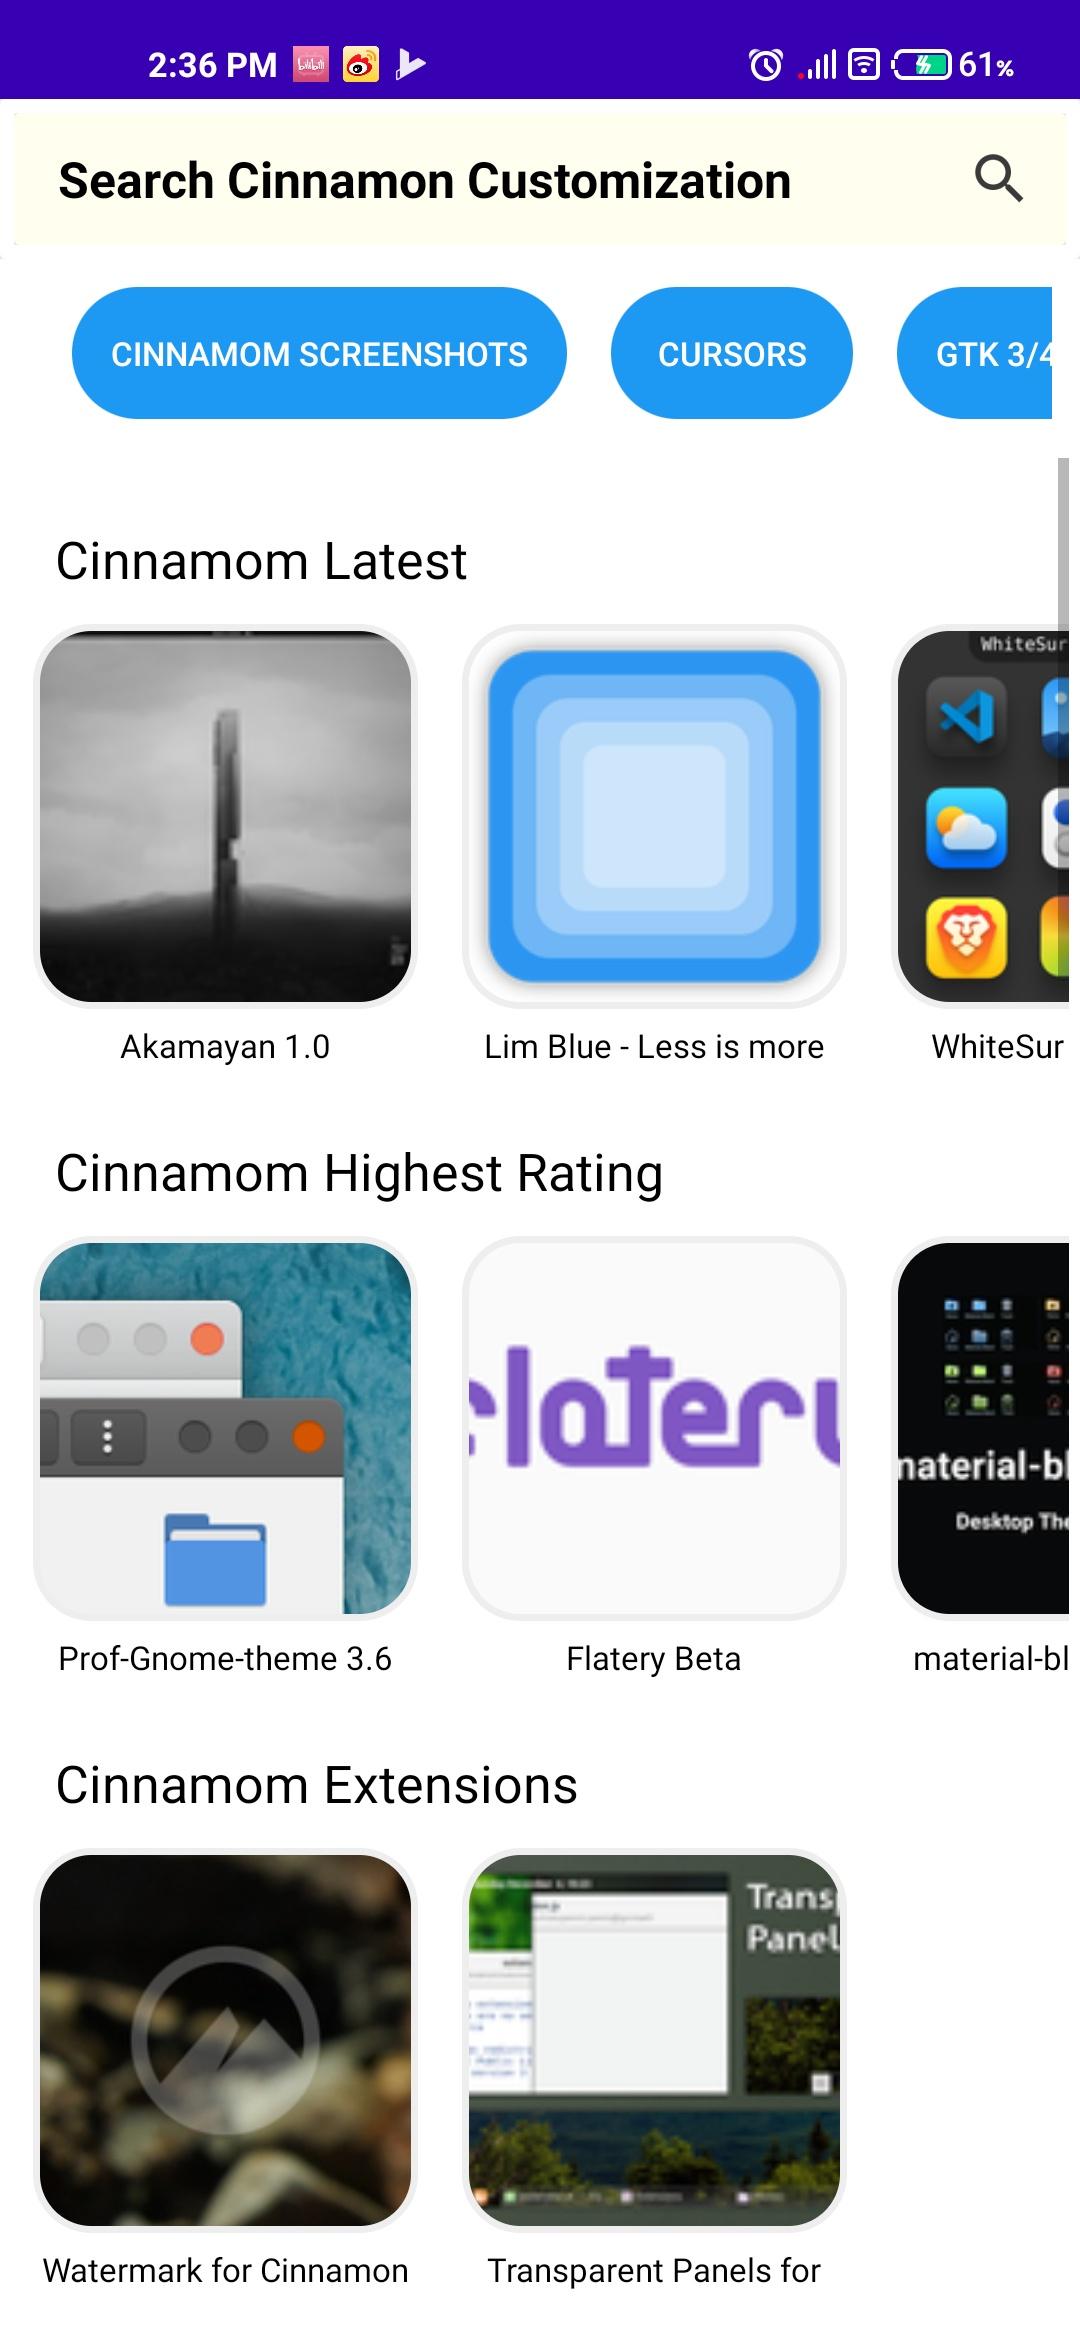 2:36 PM
61%
Search Cinnamon Customization
CINNAMOM SCREENSHOTS
CURSORS
GTK 3/4
Cinnamom Latest
WhiteSur
Akamayan 1.0
Lim Blue - Less is more
WhiteSur
Cinnamom Highest Rating
material-bl
Desktop The
Prof-Gnome-theme 3.6
Flatery Beta
material-bl
Cinnamom Extensions
Trans
Panel
Watermark for Cinnamon
Transparent Panels for